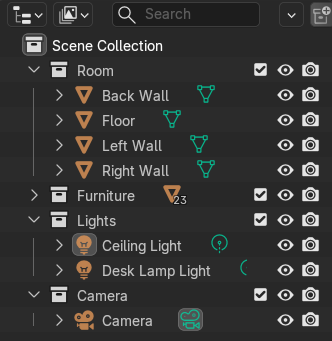 Search
Scene Collection
Room
Back Wall
Floor
Left Wall
Right Wall
Furniture 23
Lights
Ceiling Light
Desk Lamp Light
Camera
Camera